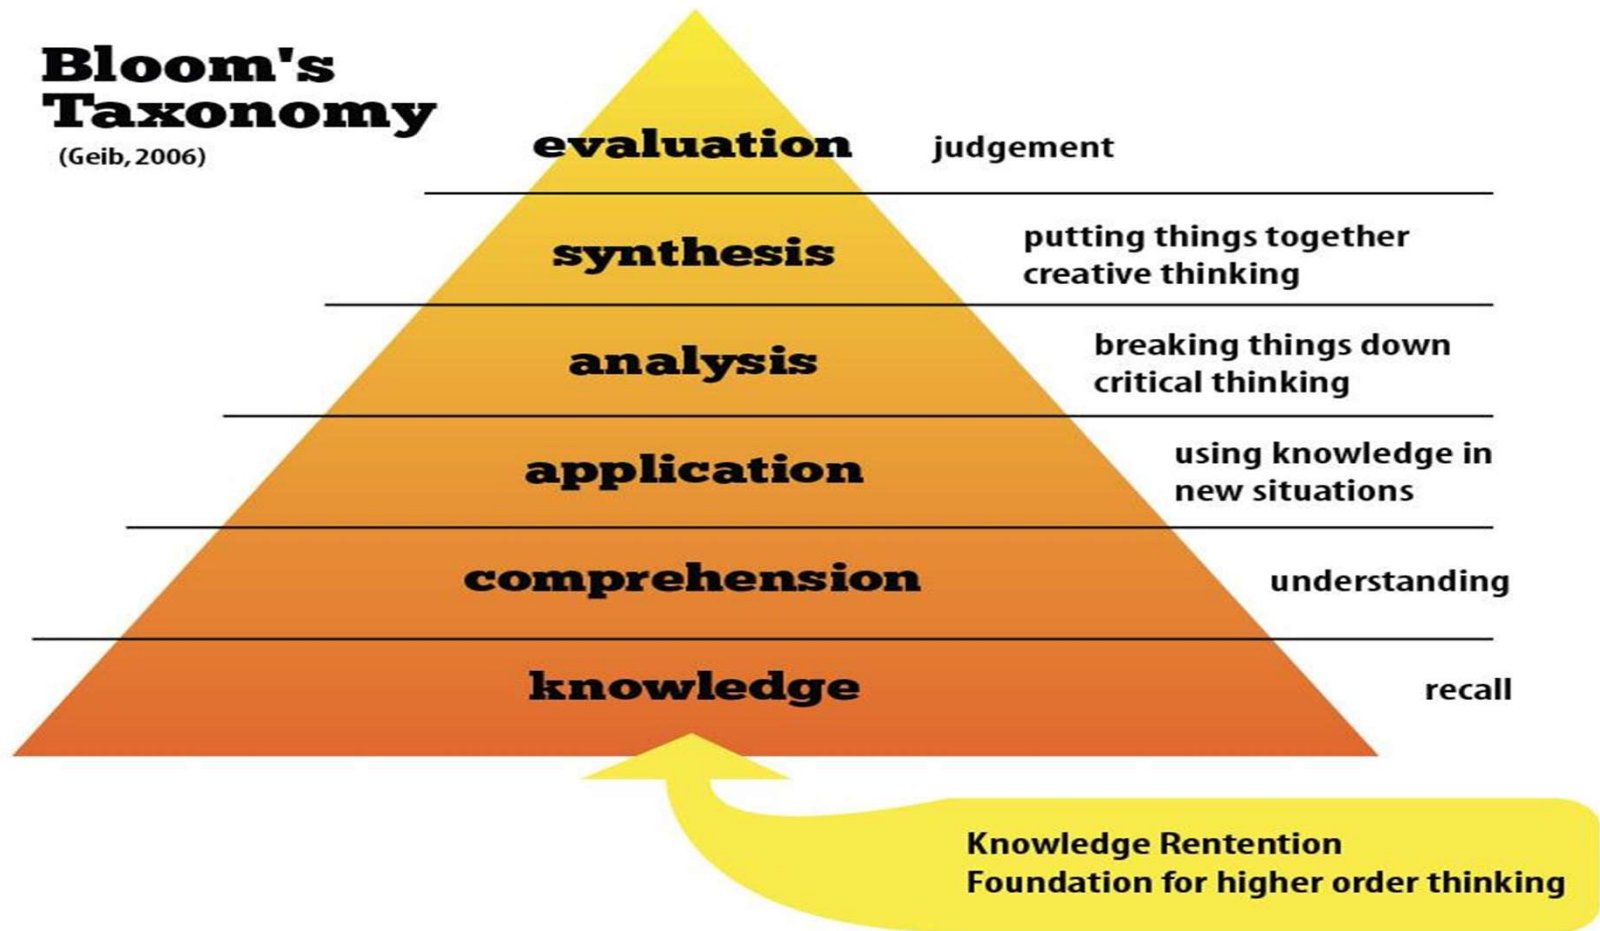 Bloom's
Taxonomy
(Geib, 2006)
evaluation
judgement
synthesis
putting things together
creative thinking
analysis
breaking things down
critical thinking
application
using knowledge in
new situations
comprehension
understanding
knowledge
recall
Knowledge Rentention
Foundation for higher order thinking